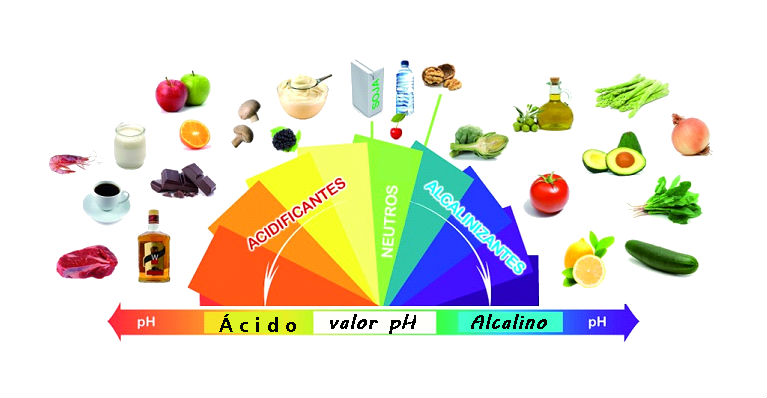 SOJA
ACIDIFICANTES
NEUTROS
ALCALINIZANTES
pH
Ácido
valor pH
Alcalino
pH